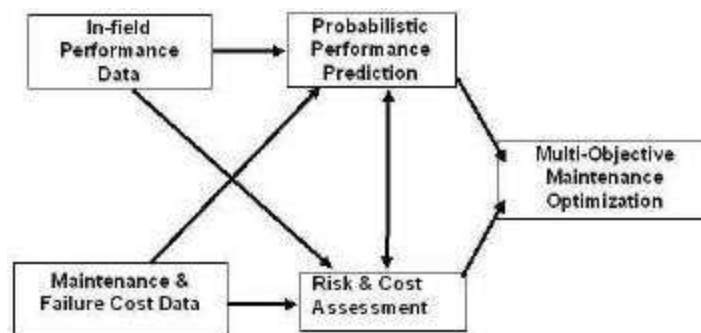 In-field
Performance
Data
Probabilistic
Performance
Prediction
Multi-Objective
Maintenance
Optimization
Maintenance &
Failure Cost Data
Risk & Cost
Assessment